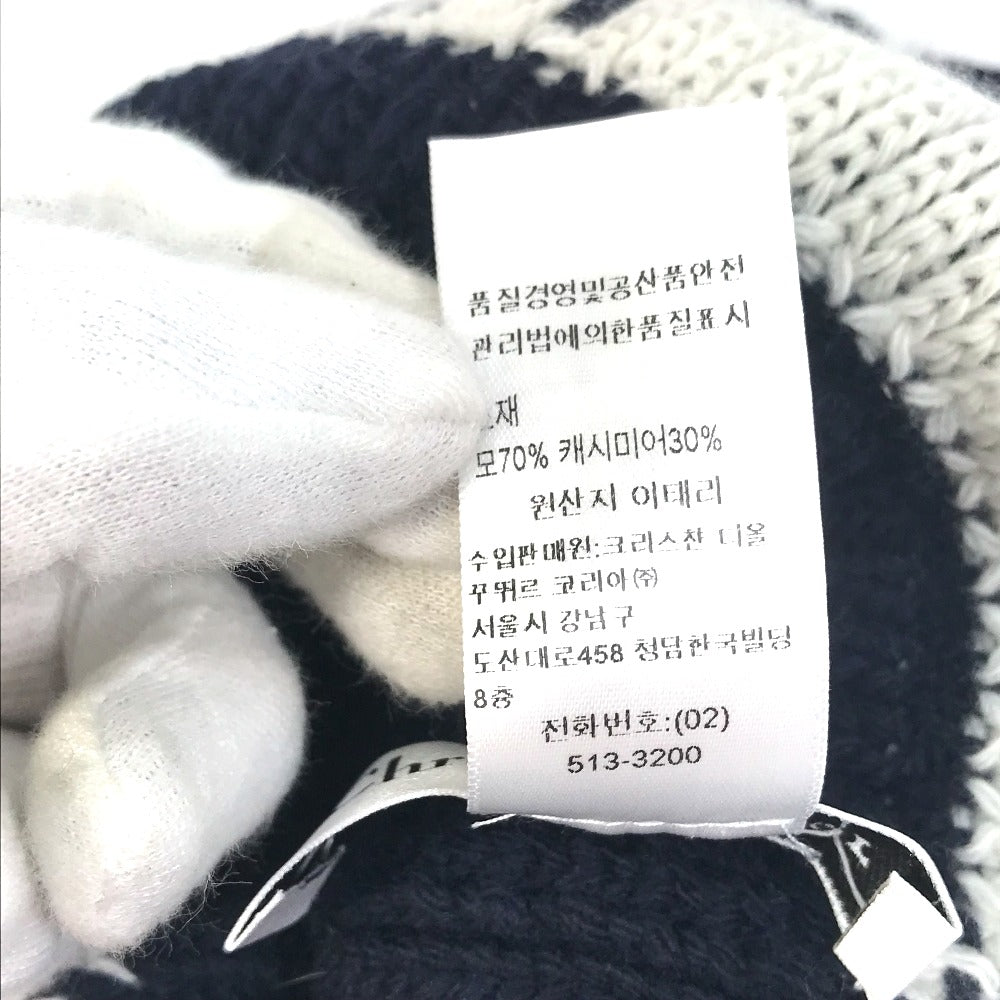 품질경영및공산품안전
관리법에의한품질표시
재
모70% 캐시미어30%
원산지 이태리
수입판매원:크리스찬 디올
꾸뛰르 코리아㈜
서울시 강남구
도산대로458 청담한국빌딩
8층
전화번호:(02)
513-3200